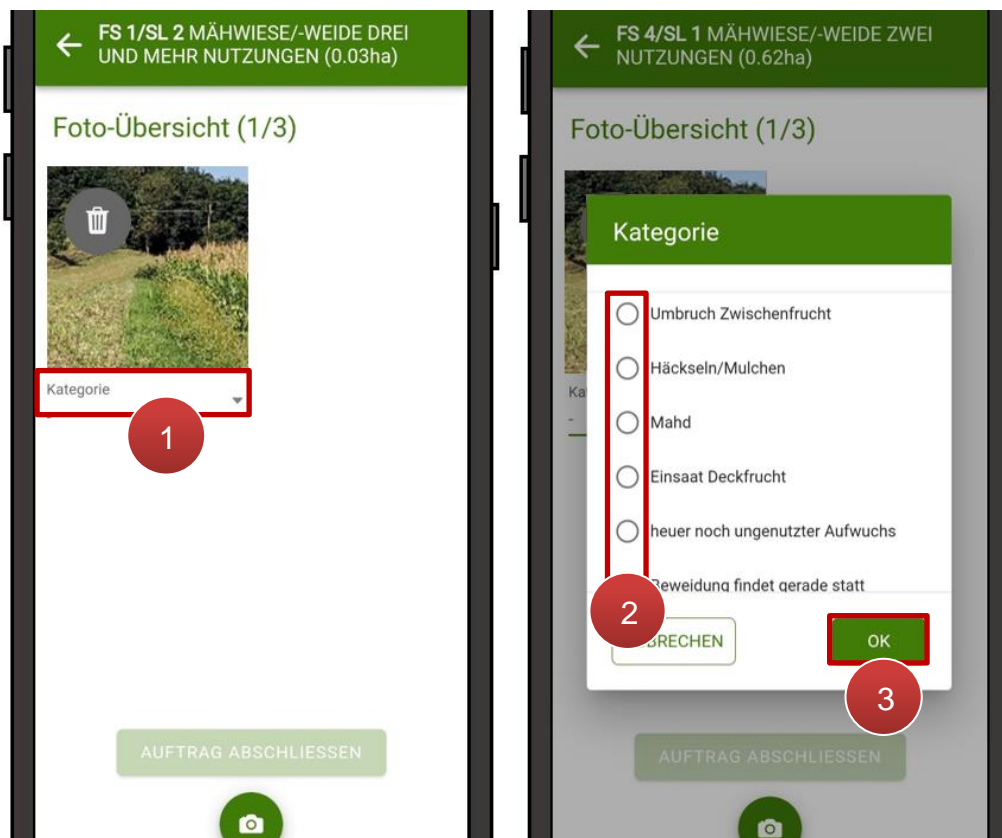 FS 1/SL 2 MÄHWIESE/-WEIDE DREI
UND MEHR NUTZUNGEN (0.03ha)
Foto-Übersicht (1/3)
Kategorie
1
AUFTRAG ABSCHLIESSEN
FS 4/SL 1 MÄHWIESE/-WEIDE ZWEI
NUTZUNGEN (0.62ha)
Foto-Übersicht (1/3)
Kategorie
Umbruch Zwischenfrucht
Häckseln/Mulchen
Ka
Mahd
-
Einsaat Deckfrucht
heuer noch ungenutzter Aufwuchs
Beweidung findet gerade statt
2
BRECHEN
OK
3
AUFTRAG ABSCHLIESSEN